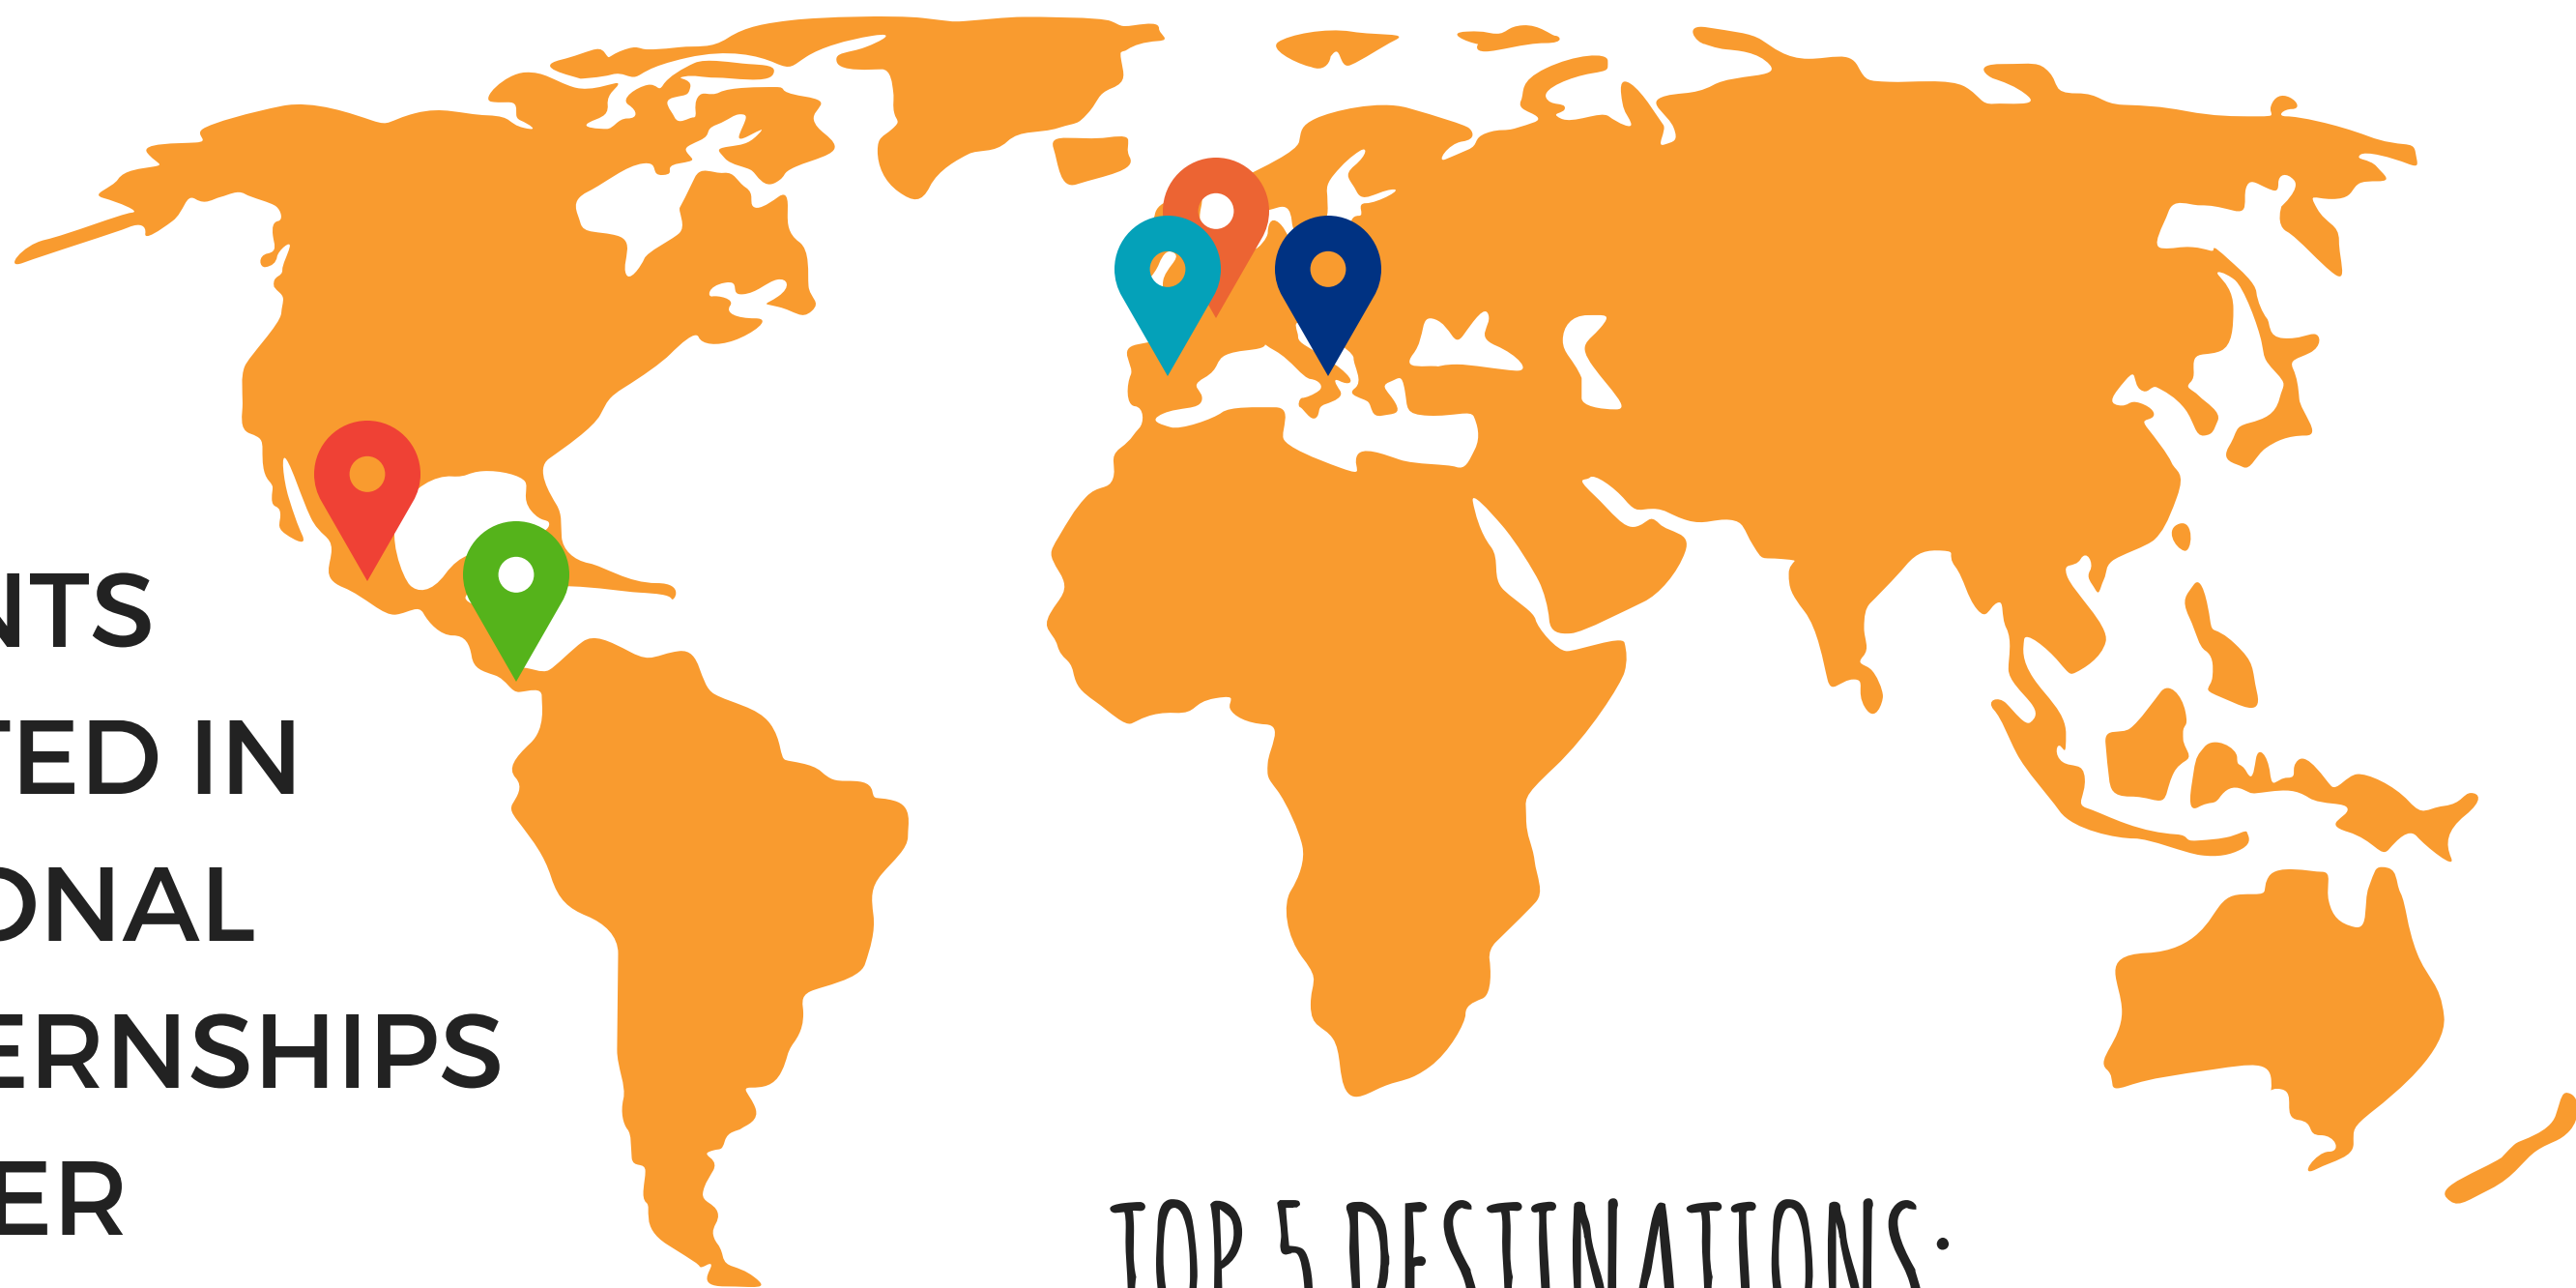 NTS
TED IN
ONAL
ERNSHIPS
ER
TOP 5 DESTINATIONS: